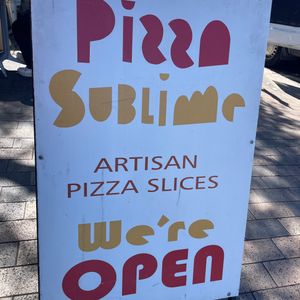 Pizza
Sublime
ARTISAN
PIZZA SLICES
We're
OPEN